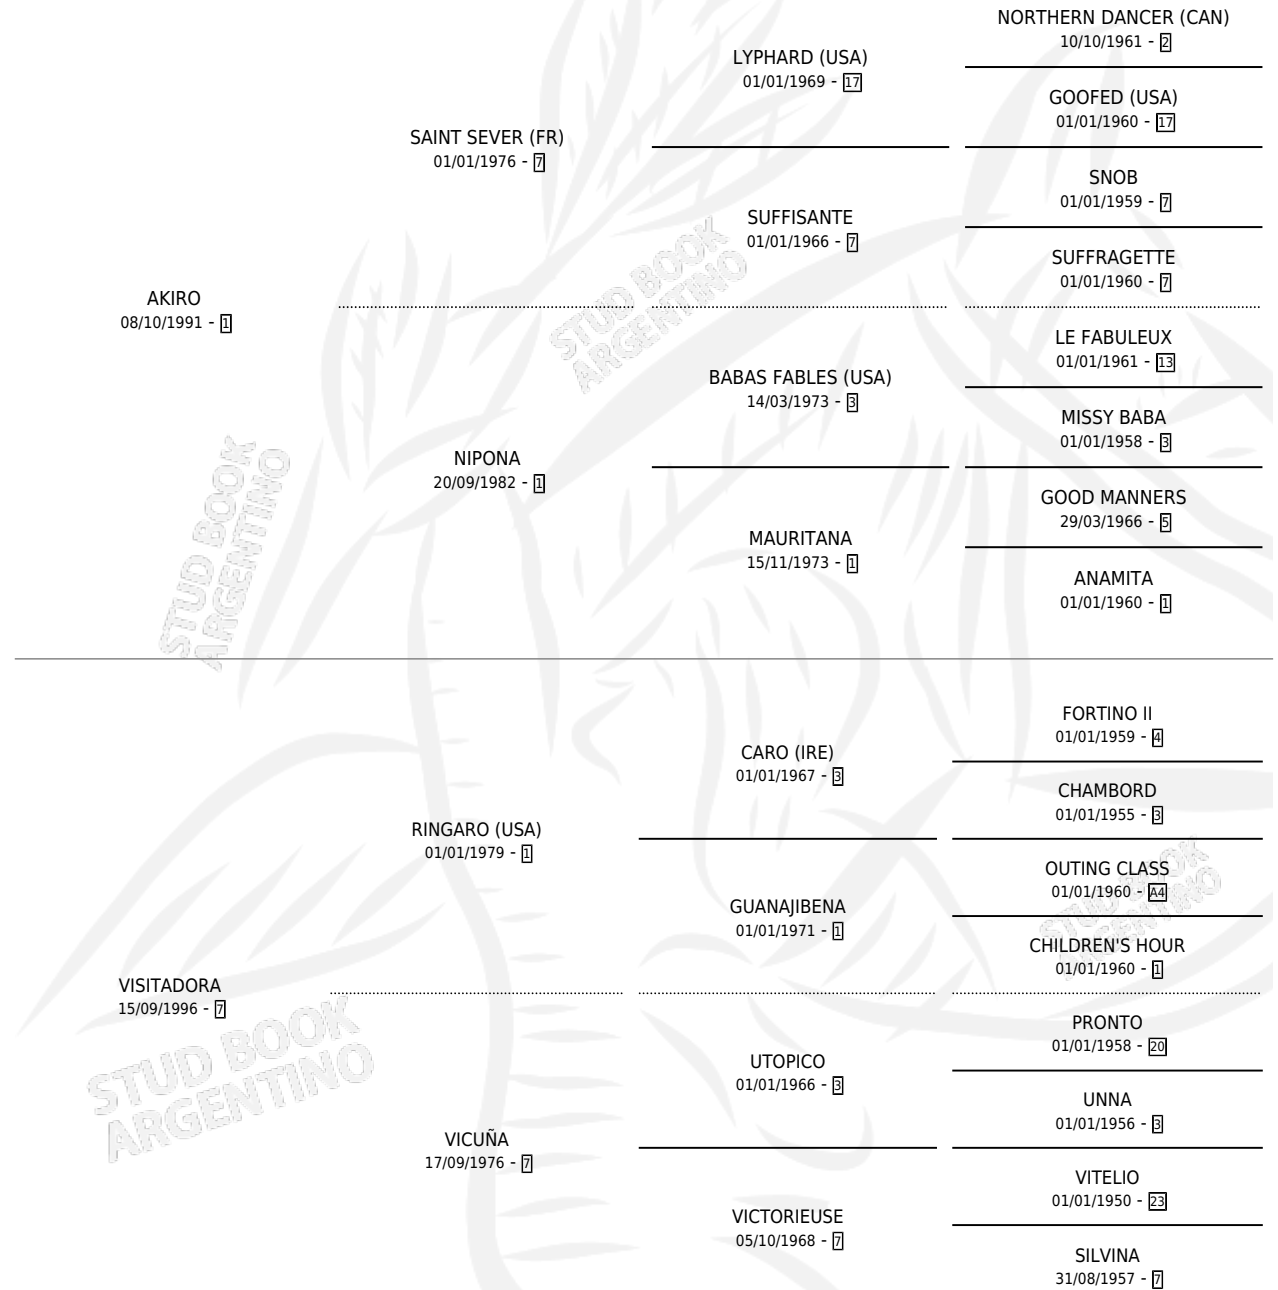 NORTHERN DANCER (CAN)
10/10/1961 - 2
LYPHARD (USA)
01/01/1969 - 17
GOOFED (USA)
01/01/1960 - 17
SAINT SEVER (FR)
01/01/1976 - 7
SNOB
01/01/1959 - 7
SUFFISANTE
01/01/1966 - 7
SUFFRAGETTE
01/01/1960 - 7
AKIRO
08/10/1991 - 1
LE FABULEUX
01/01/1961 - 13
BABAS FABLES (USA)
14/03/1973 - 3
MISSY BABA
01/01/1958 - 3
NIPONA
20/09/1982 - 1
GOOD MANNERS
29/03/1966 - 5
MAURITANA
15/11/1973 - 1
ANAMITA
01/01/1960 - 1
FORTINO II
01/01/1959 - 4
CARO (IRE)
01/01/1967 - 3
CHAMBORD
01/01/1955 - 3
RINGARO (USA)
01/01/1979 - 1
OUTING CLASS
01/01/1960 - A4
GUANAJIBENA
01/01/1971 - 1
CHILDREN'S HOUR
01/01/1960 - 1
VISITADORA
15/09/1996 - 7
PRONTO
01/01/1958 - 20
UTOPICO
01/01/1966 - 3
UNNA
01/01/1956 - 3
VICUÑA
17/09/1976 - 7
VITELIO
01/01/1950 - 23
VICTORIEUSE
05/10/1968 - 7
SILVINA
31/08/1957 - 7
STUD BOOK
ARGENTINO
STUD BOOK
ARGENTINO
STUD BOOK
ARGENTINO
STUD BOOK
ARGENTINO